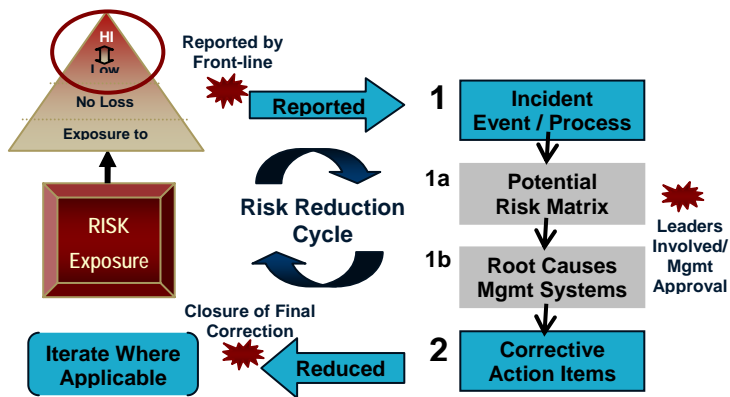 HI
Low
No Loss
Exposure to
RISK
Exposure
Reported by
Front-line
Reported
1
Incident
Event / Process
1a
Potential
Risk Matrix
Leaders
Involved/
Mgmt
Approval
Risk Reduction
Cycle
1b
Root Causes
Mgmt Systems
Closure of Final
Correction
Iterate Where
Applicable
Reduced
2
Corrective
Action Items